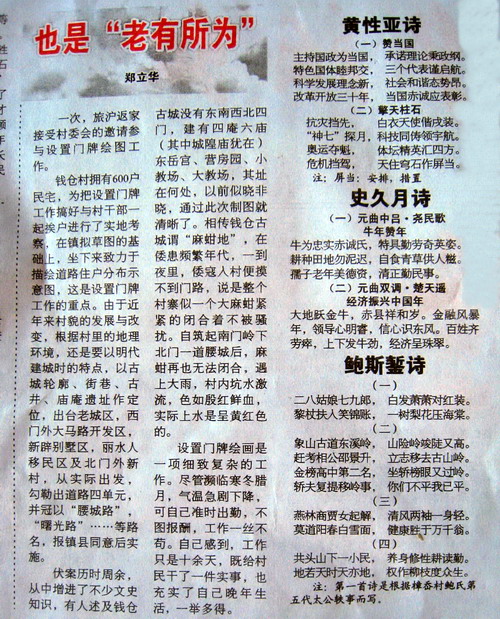 也是“老有所为”
郑立华
一次，旅沪返家
接受村委会的邀请参
与设置门牌绘图工
作。
钱仓村拥有600户
民宅，为把设置门牌
工作搞好与村干部一
起挨户进行了实地考
察，在镇拟草图的基
础上，坐下来致力于
描绘道路住户分布示
意图，这是设置门牌
工作的重点。由于近
年来村貌的发展与改
变，根据村里的地理
环境，还是要以明代
建城时的特点，以古
城轮廓、街巷、古
井、庙庵遗址作定
位，出台老城区，西
门外大马路开发区，
新辟别墅区，丽水人
移民区及北门外新
村，从实际出发，
勾勒出道路四单元，
并冠以“腰城路”，
“曙光路”……等路
名，报镇员同意后实
施。
伏案历时周余，
从中增进了不少文史
知识，有人述及钱仓
古城没有东南西北四
门，建有四庵六庙
（其中城隍庙犹在）
东岳宫、营房园、小
教场、大教场，其址
在何处，以前似晓非
晓，通过此次制图就
清晰了。相传钱仓古
城谓“麻蚶地”，在
倭患频繁年代，一到
夜里，倭寇入村便摸
不到门路，说是整个
村寨似一个大麻蚶紧
紧的闭合着不被骚
扰。自筑起南门岭下
北门一道腰城后，麻
蚶再也无法闭合，遇
上大雨，村内坑水激
流，色如殷红鲜血，
实际上水是呈黄红色
的。
设置门牌绘画是
一项细致复杂的工
作。尽管濒临寒冬腊
月，气温急剧下降，
可自己准时出勤，不
图报酬，工作一丝不
苟。自己感到，工作
只是十余天，既给村
民干了一件实事，也
充实了自己晚年生
活，一举多得。
黄性亚诗
（一）赞当国
主持国政为当国， 承诺理论秉政纲。
特色国体睦邦交， 三个代表谨启航。
科学发展理念新， 社会和谐态势昂。
改革开放三十年， 当国赤诚应表彰。
（二）擎天柱石
抗灾挡先， 白衣天使偕戎装。
“神七”探月，科技同俦领宇航。
奥运夺魁， 体坛精英汇四方。
危机挡驾， 天住穹石作屏当。
注：屏当：安排，措置
史久月诗
（一）元曲中吕·尧民歌
牛年赞牛
牛为忠实赤诚氏，特具勤劳奇英姿。
耕种田地勿泥迟，自食青草供人糍。
孺子老年美德资，清正勤民事。
（二）元曲双调·楚天遥
经济振兴中国年
大地跃金牛，赤县祥和岁。金融风暴
年，领导心明睿，信心识东风。百姓齐
劳瘁，上下发牛劲，经济呈珠翠。
鲍斯錾诗
（一）
二八姑娘七九郎， 白发萧萧对红装。
黎杖扶人笑锦账， 一树梨花压海棠。
（二）
象山古道东溪岭， 山险岭竣陡又高。
赶考相公邵景升， 立志移去古山岭。
金榜高中第二名， 坐轿榜眼又过岭。
轿夫复提移岭事， 你们不平我已平。
（三）
燕林商贾女起解， 清风两袖一身轻。
莫道阳春白雪面， 健康胜于万千翁。
（四）
共头山下一小民， 养身修性耕读勤。
地若天时天亦地， 权作柳枝度众生。
注：第一首诗是根据樟岙村鲍氏第
五代太公轶事而写。